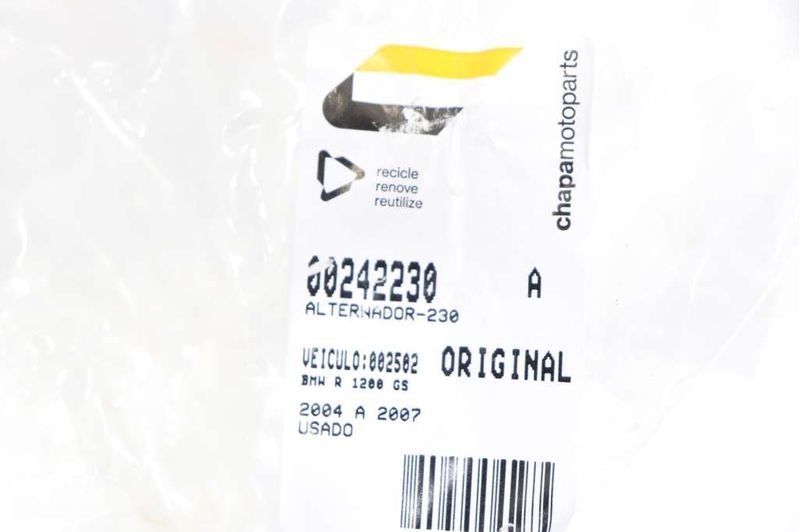 recicle
renove
reutilize
chapamotoparts
00242230 A
ALTERNADOR-230
VEICULO:002502 ORIGINAL
BMW R 1200 GS
2004 A 2007
USADO